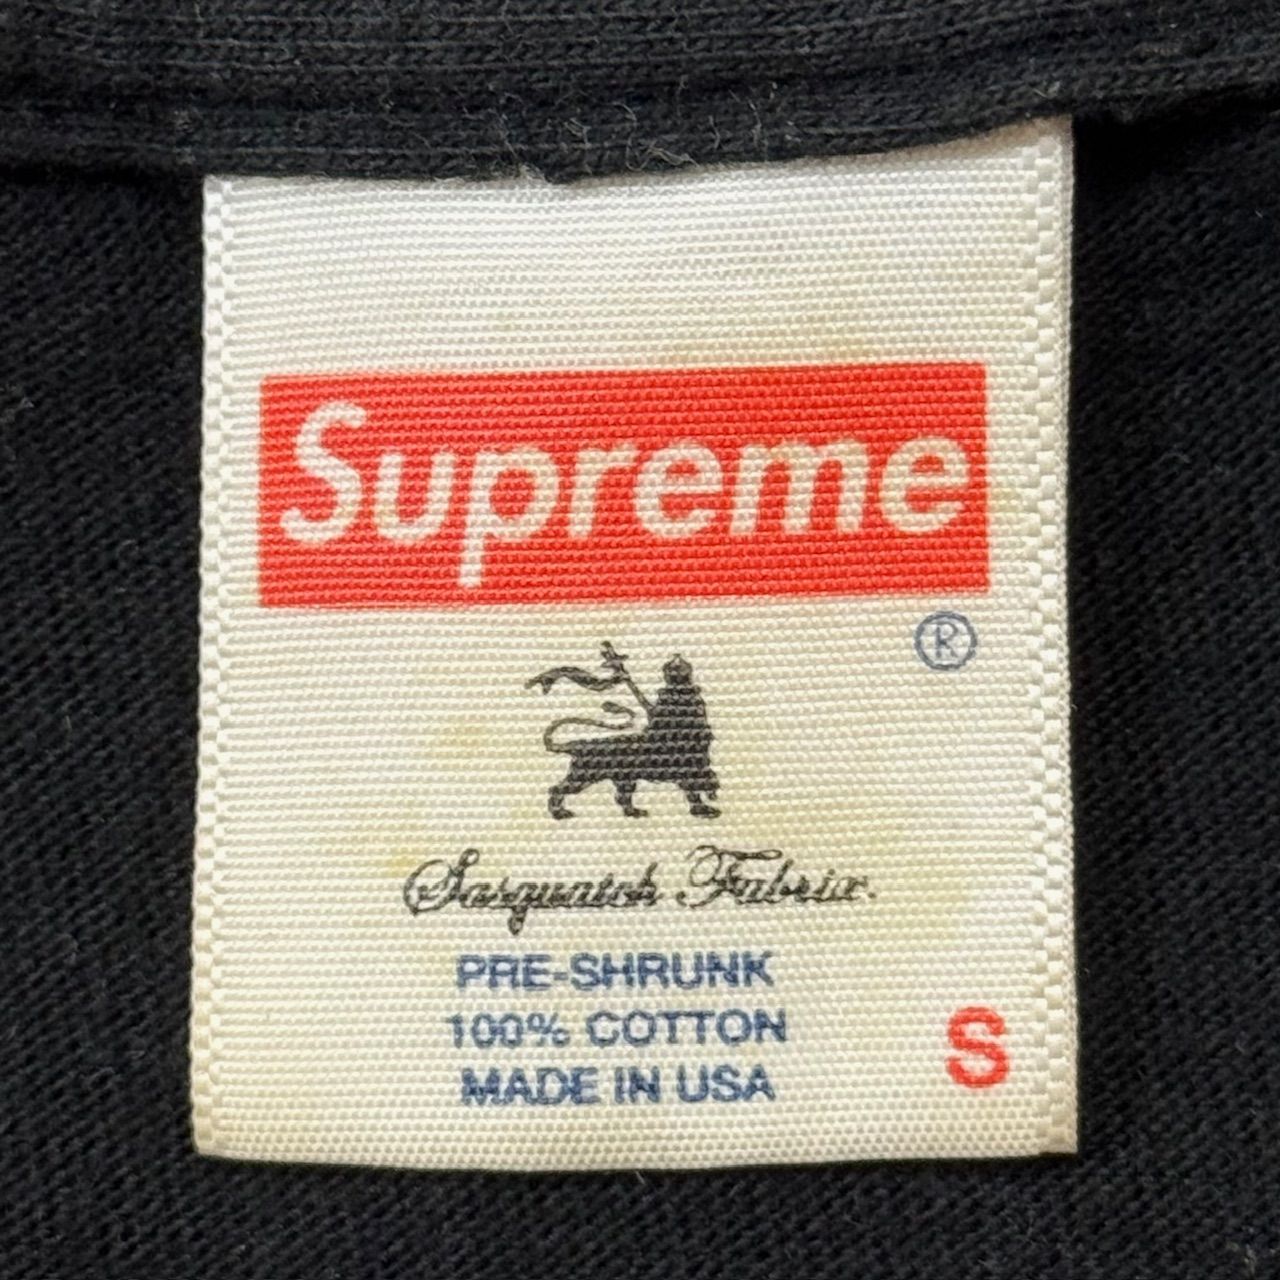 Supreme
®
Sasquatch Fabrix.
PRE-SHRUNK
100% COTTON
MADE IN USA
S